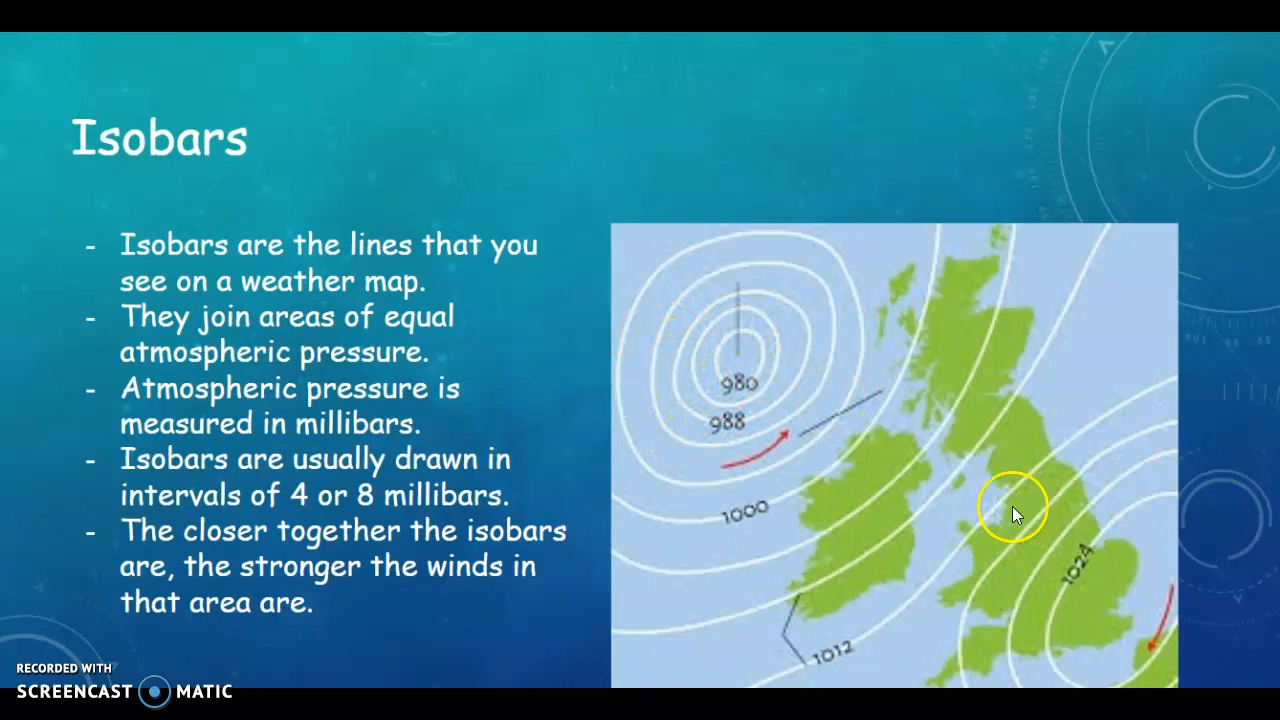 Isobars
- Isobars are the lines that you
see on a weather map.
- They join areas of equal
atmospheric pressure.
- Atmospheric pressure is
measured in millibars.
- Isobars are usually drawn in
intervals of 4 or 8 millibars.
- The closer together the isobars
are, the stronger the winds in
that area are.
980
988
1000
1012
1024
RECORDED WITH
SCREENCAST MATIC